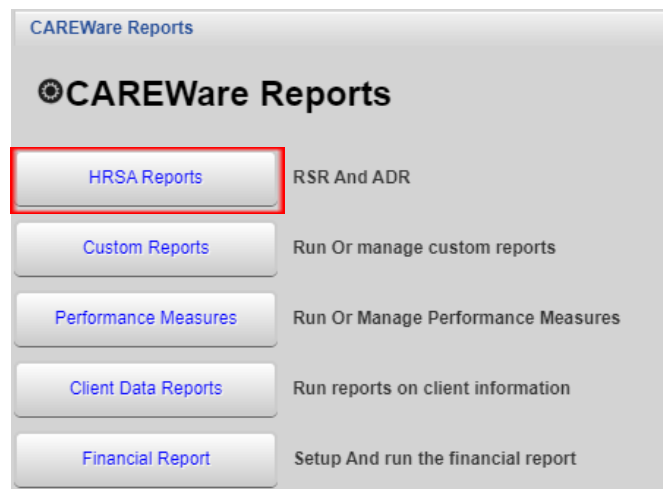 CAREWare Reports
CAREWare Reports
HRSA Reports RSR And ADR
Custom Reports Run Or manage custom reports
Performance Measures Run Or Manage Performance Measures
Client Data Reports Run reports on client information
Financial Report Setup And run the financial report